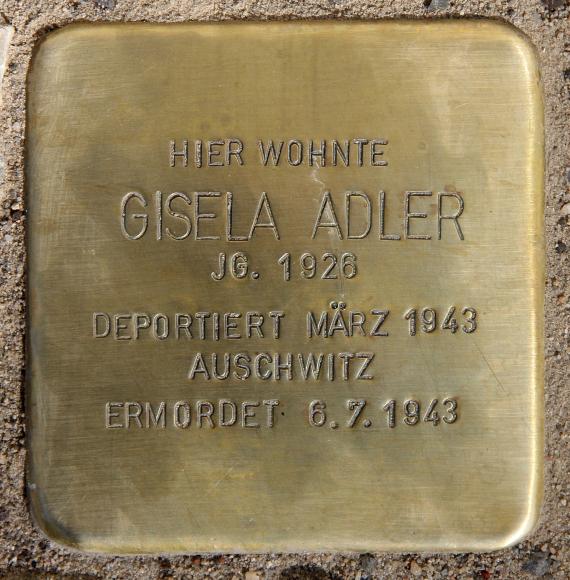 HIER WOHNTE
GISELA ADLER
JG. 1926
DEPORTIERT MÄRZ 1943
AUSCHWITZ
ERMORDET 6.7.1943